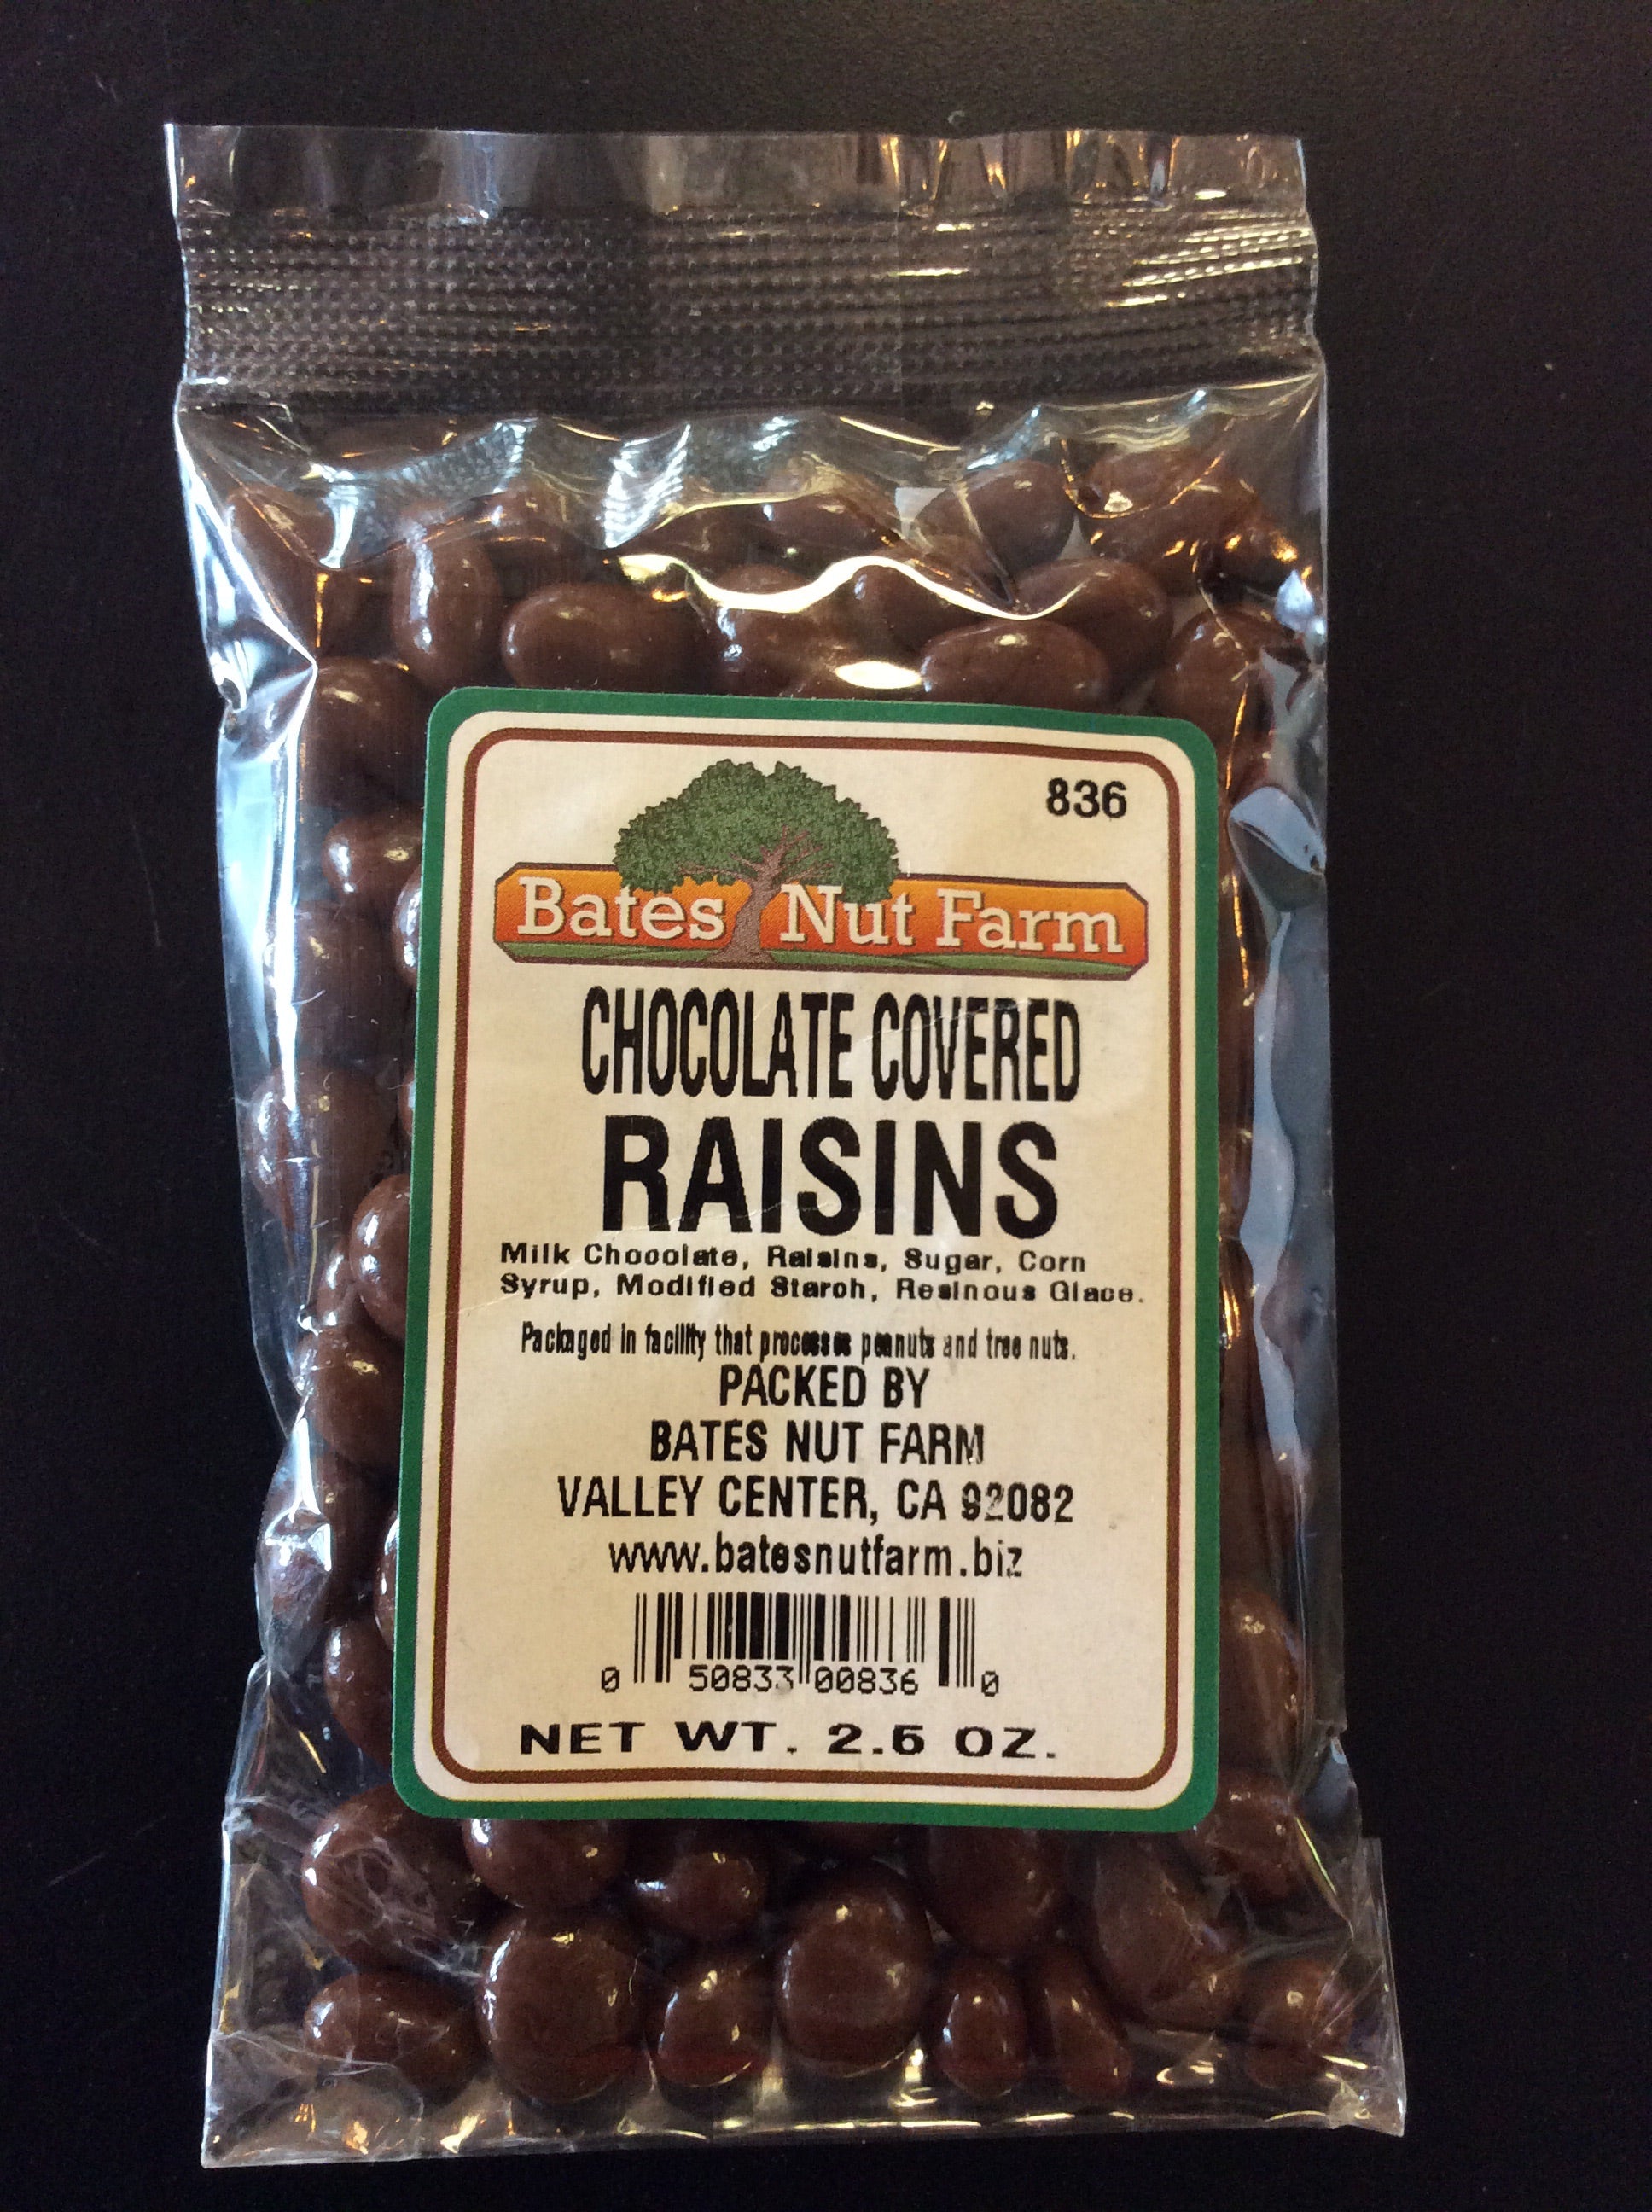 836
Bates Nut Farm
CHOCOLATE COVERED
RAISINS
Milk Chocolate, Raisins, Sugar, Corn
Syrup, Modified Starch, Resinous Glace.
Packaged in facility that processes peanuts and tree nuts.
PACKED BY
BATES NUT FARM
VALLEY CENTER, CA 92082
www.batesnutfarm.biz
0 50833 00836 0
NET WT. 2.5 OZ.